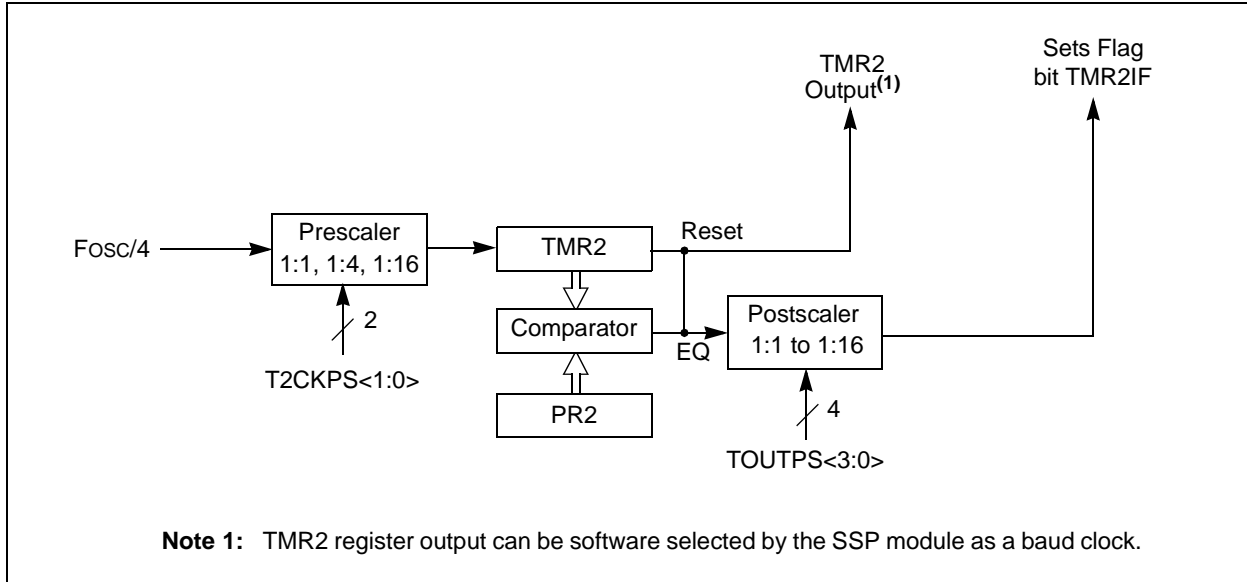 TMR2
Output(1)
Sets Flag
bit TMR2IF
Fosc/4
Prescaler
1:1, 1:4, 1:16
2
T2CKPS<1:0>
TMR2
Reset
Comparator
EQ
PR2
Postscaler
1:1 to 1:16
4
TOUTPS<3:0>
Note 1: TMR2 register output can be software selected by the SSP module as a baud clock.